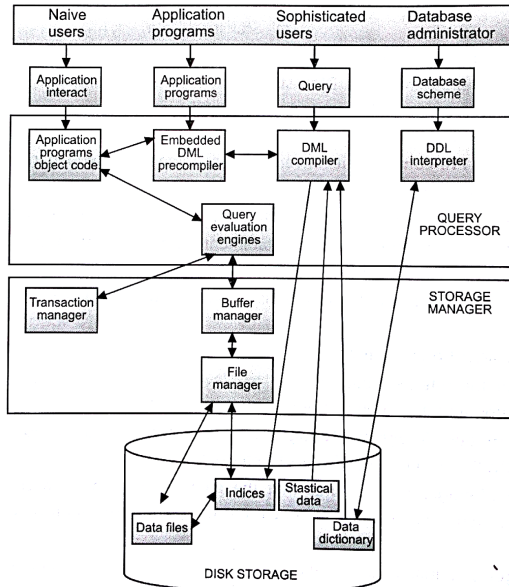 Naive users
Application programs
Sophisticated users
Database administrator
Application interact
Application programs
Query
Database scheme
Application programs object code
Embedded DML precompiler
DML compiler
DDL interpreter
Query evaluation engines
QUERY PROCESSOR
Transaction manager
Buffer manager
STORAGE MANAGER
File manager
Indices
Stastical data
Data files
Data dictionary
DISK STORAGE